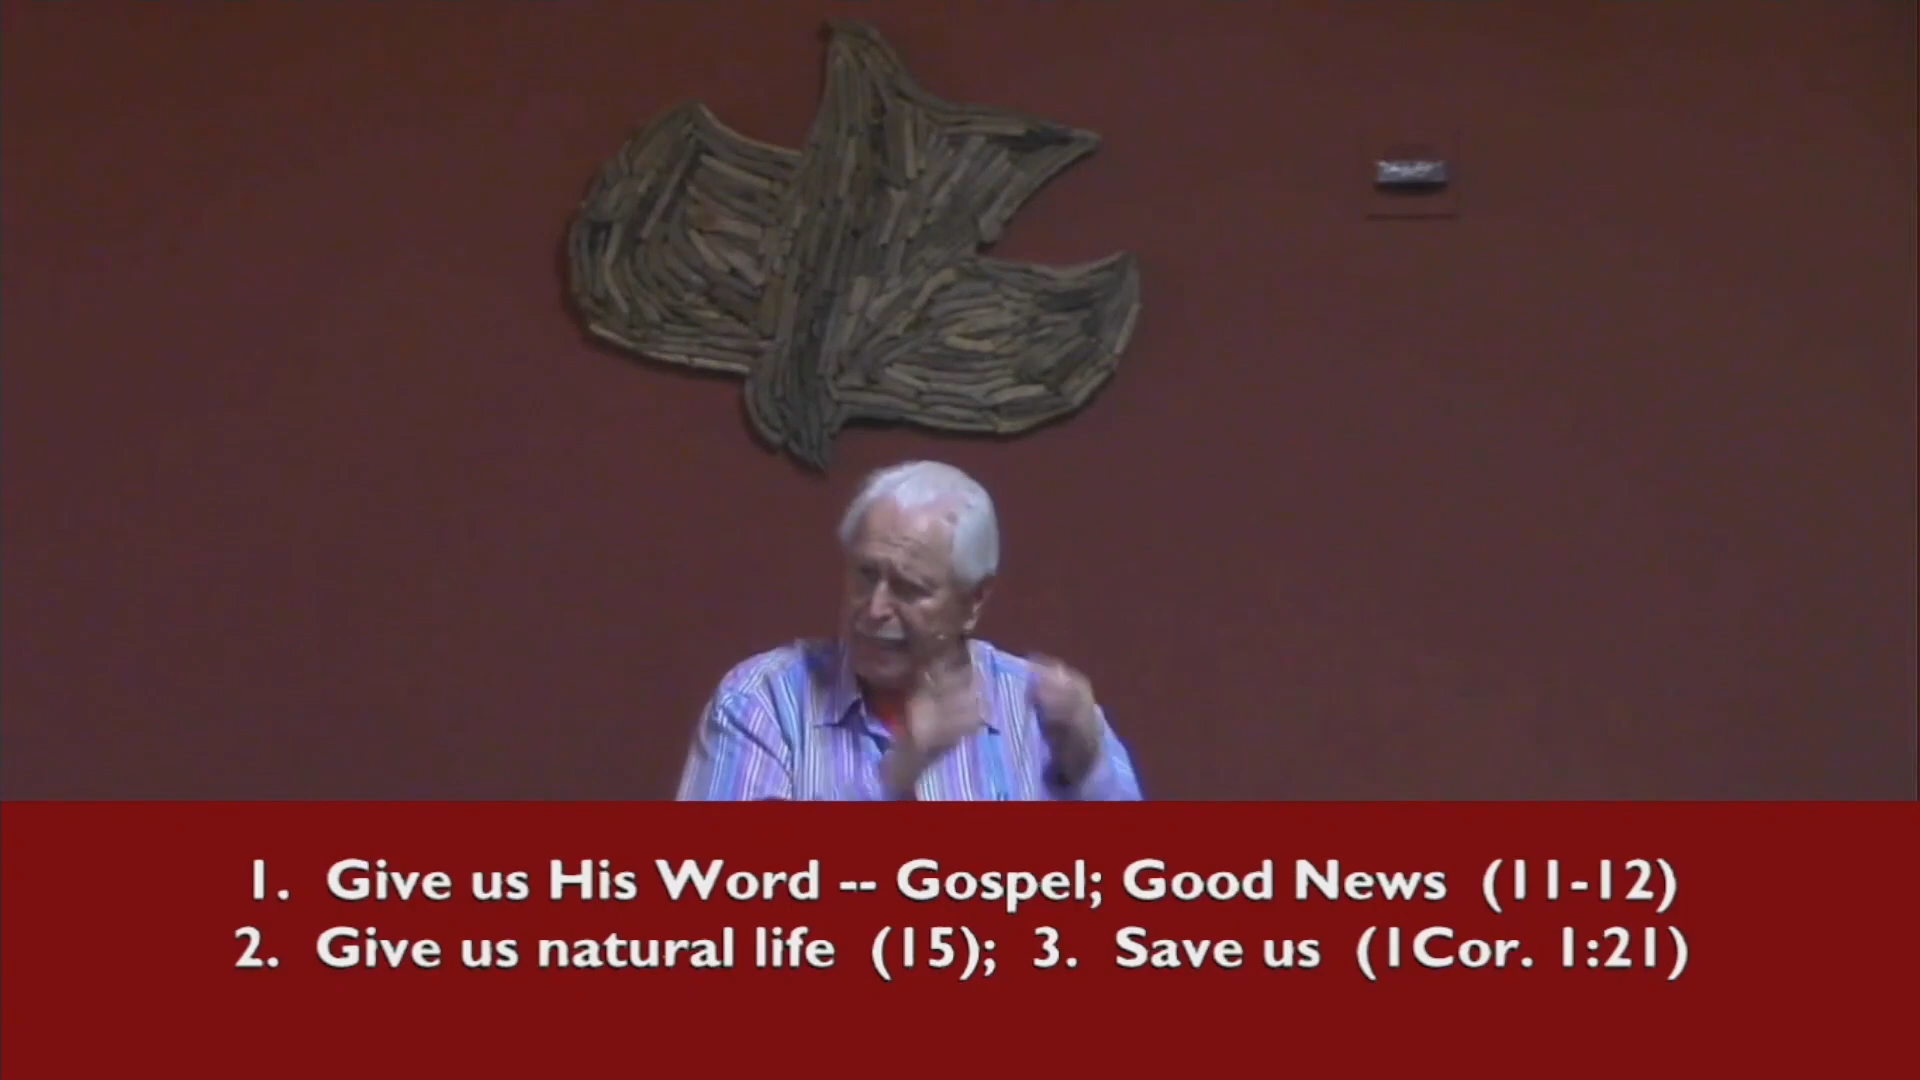 1. Give us His Word -- Gospel; Good News (11-12)
2. Give us natural life (15); 3. Save us (1Cor. 1:21)